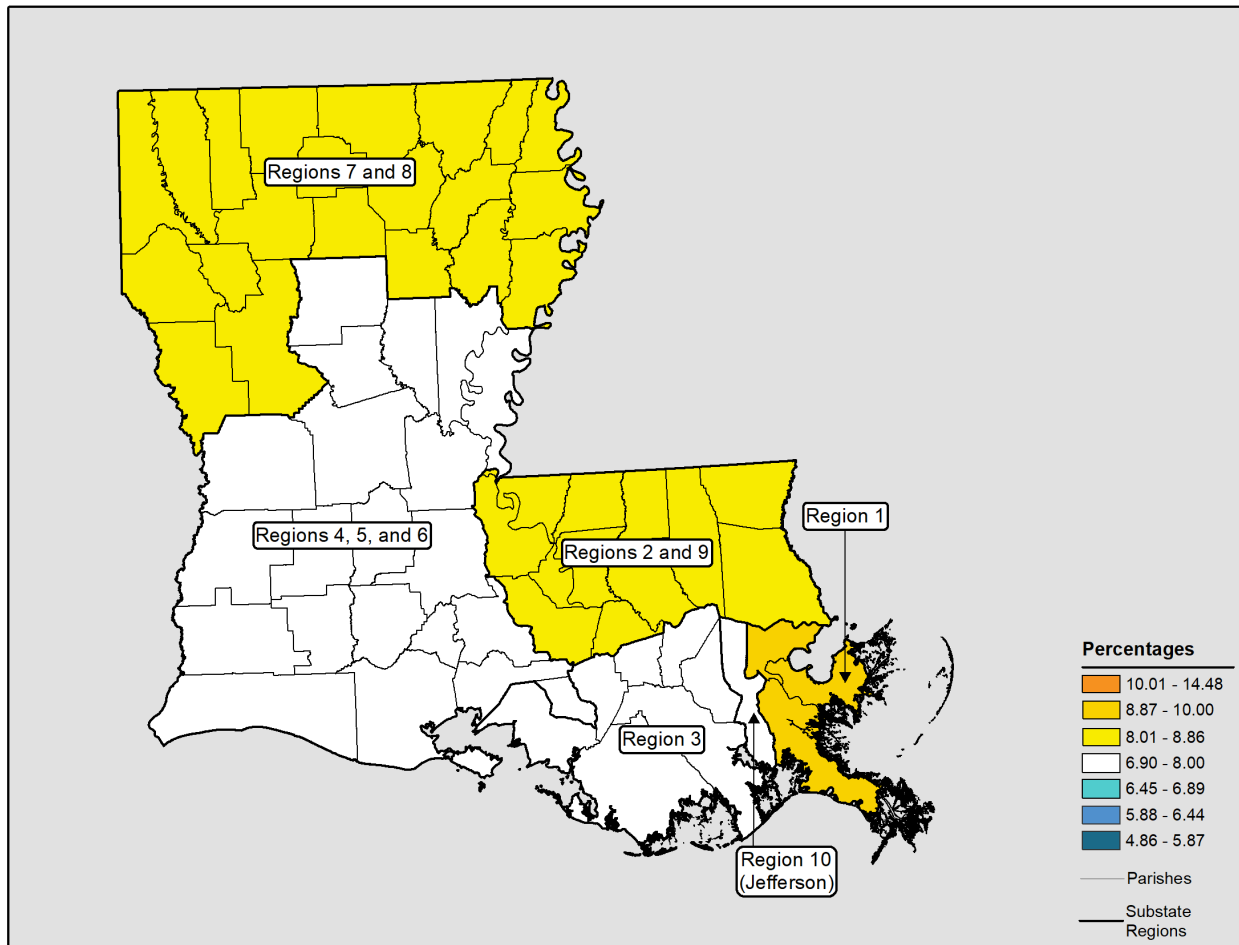 Regions 7 and 8
Region 1
Regions 4, 5, and 6
Regions 2 and 9
Region 3
Region 10
(Jefferson)
Percentages
10.01 - 14.48
8.87 - 10.00
8.01 - 8.86
6.90 - 8.00
6.45 - 6.89
5.88 - 6.44
4.86 - 5.87
Parishes
Substate
Regions